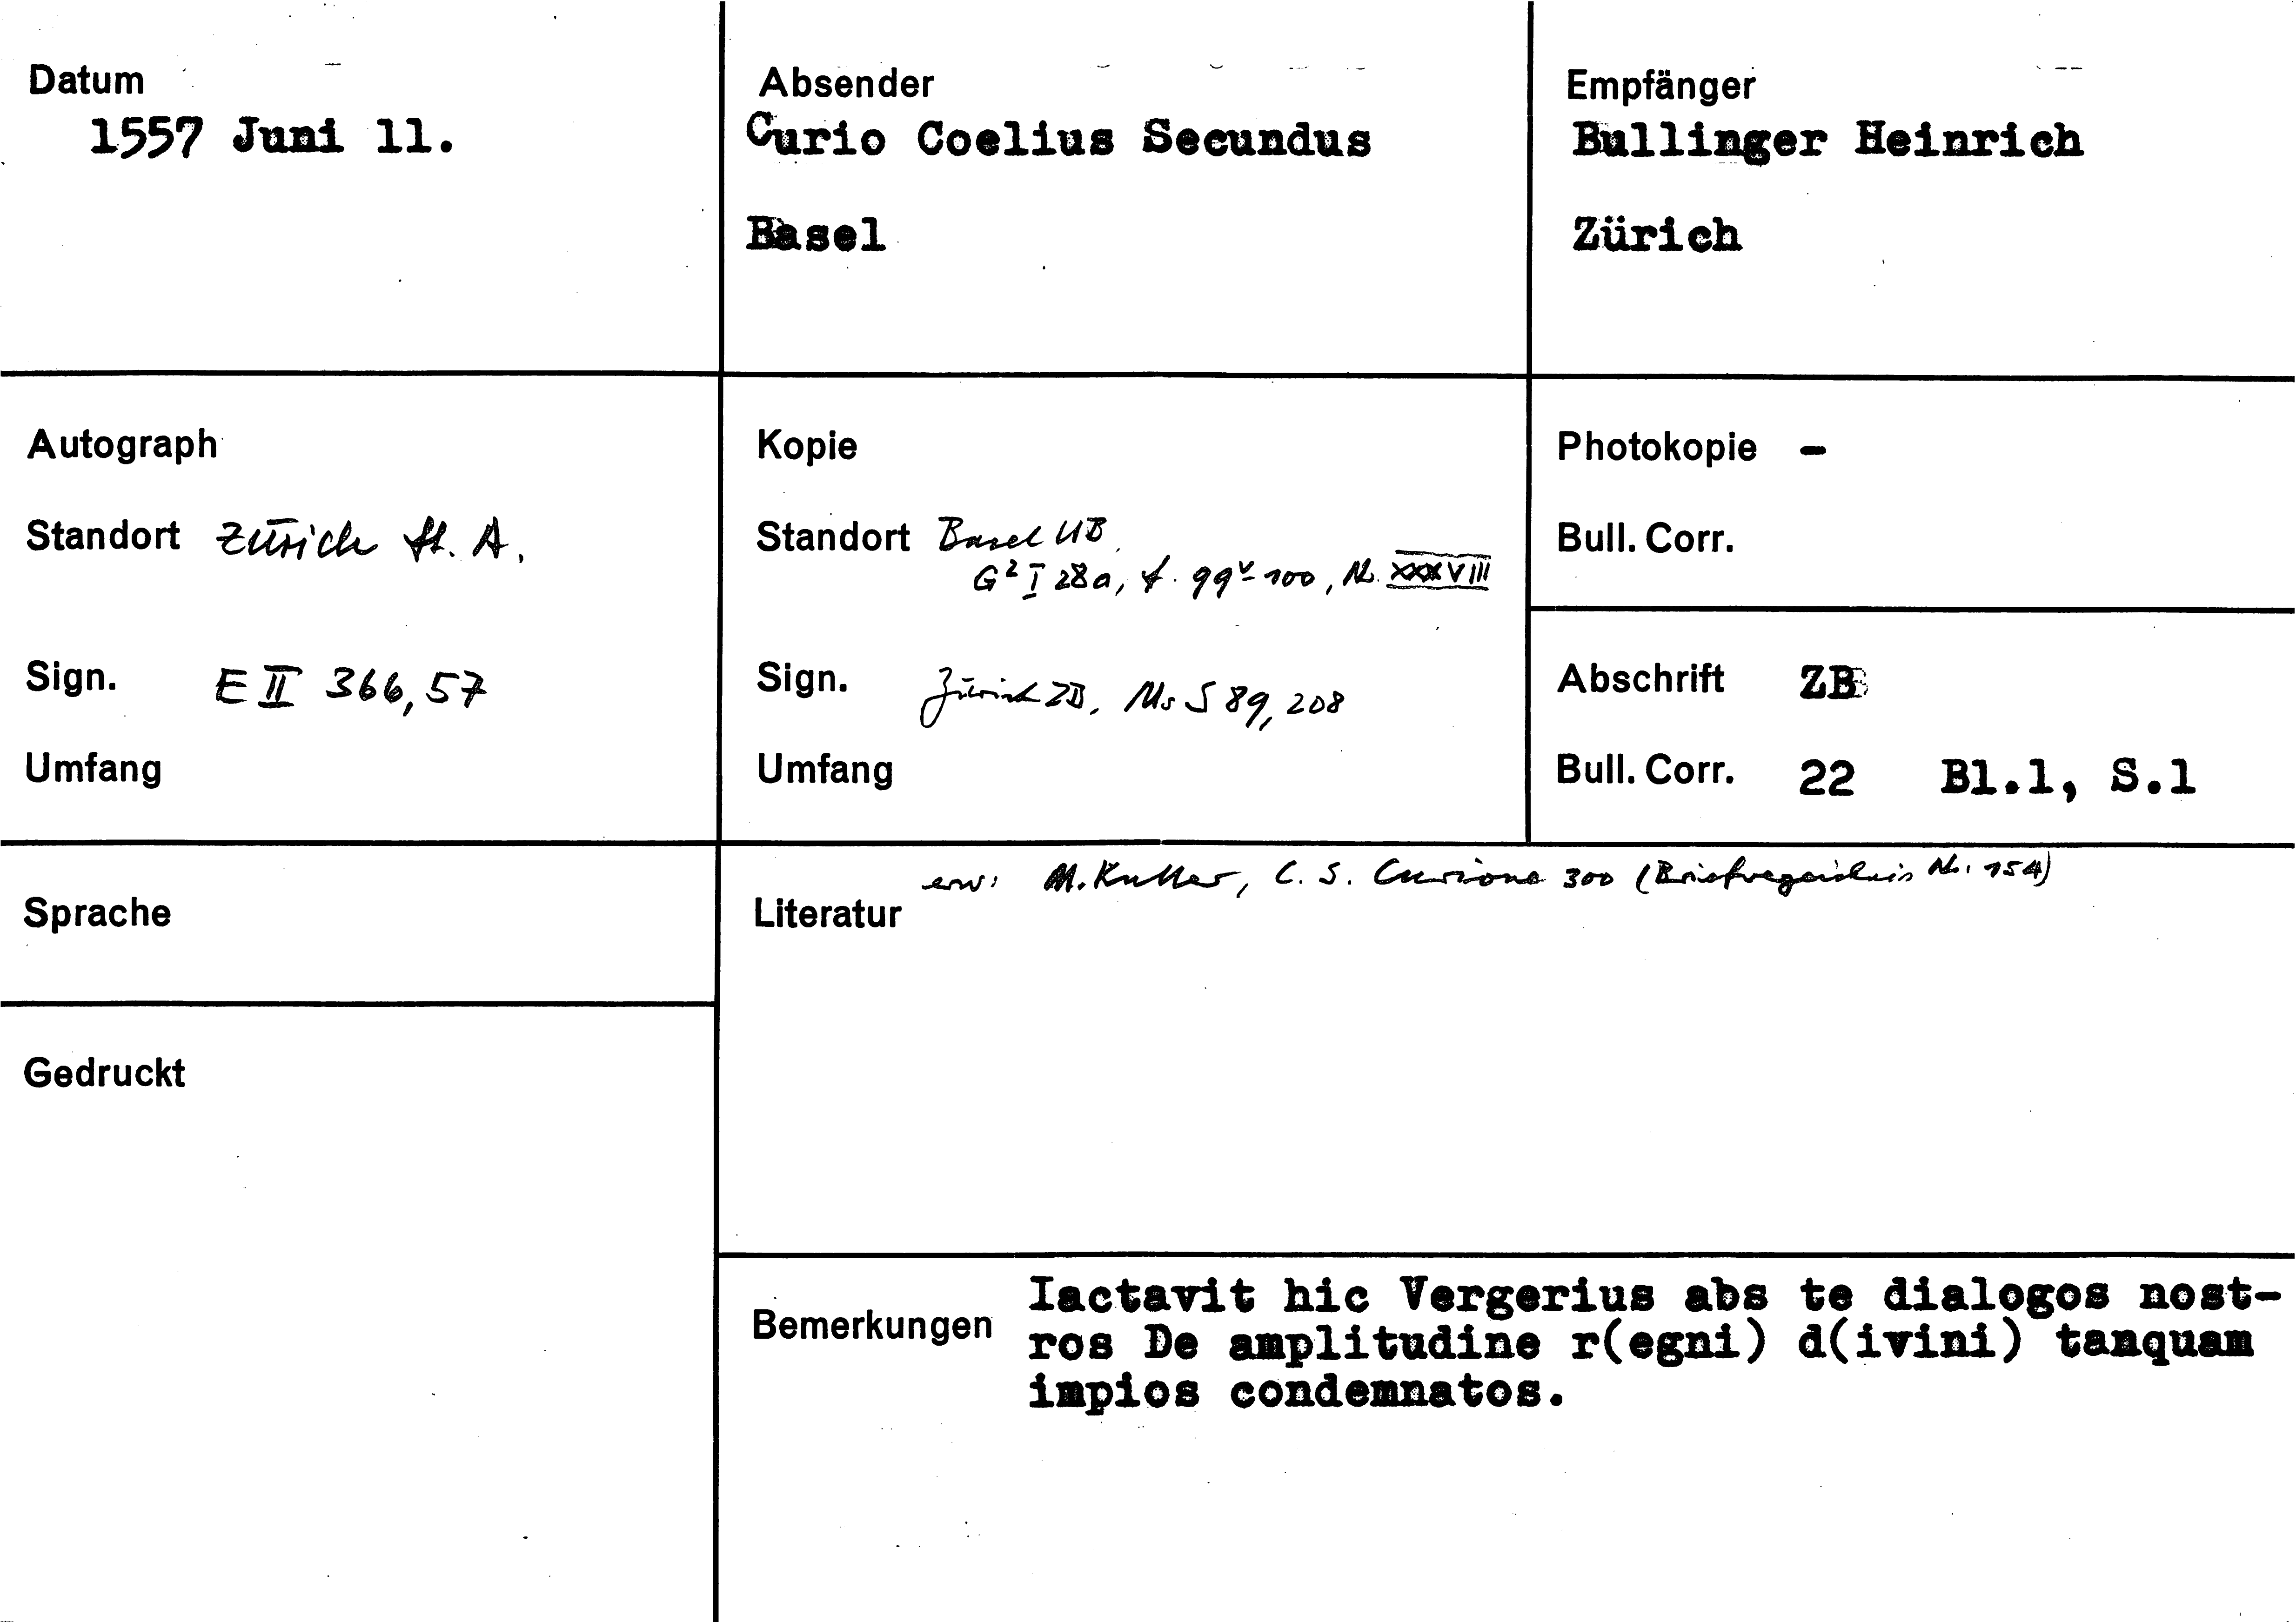 Datum
1557 Juni 11.
Absender
Curio Coelius Secundus
Basel
Empfänger
Bullinger Heinrich
Zürich
Autograph
Standort Zürich St. A.
Sign. E II 366,57
Umfang
Kopie
Standort Basel UB
G² I 28a, f. 99v-100, Nr. XXXVIII
Sign. Zürich ZB, Ms S 89, 208
Umfang
Photokopie -
Bull. Corr.
Abschrift ZB
Bull. Corr. 22 Bl.1, S.1
Sprache
Gedruckt
erw: M. Kutter, C. S. Curione 300 (Briefverzeichnis Nr. 154)
Literatur
Bemerkungen
Iactavit hic Vergerius abs te dialogos nost-
ros De amplitudine r(egni) d(ivini) tanquam
impios condemnatos.